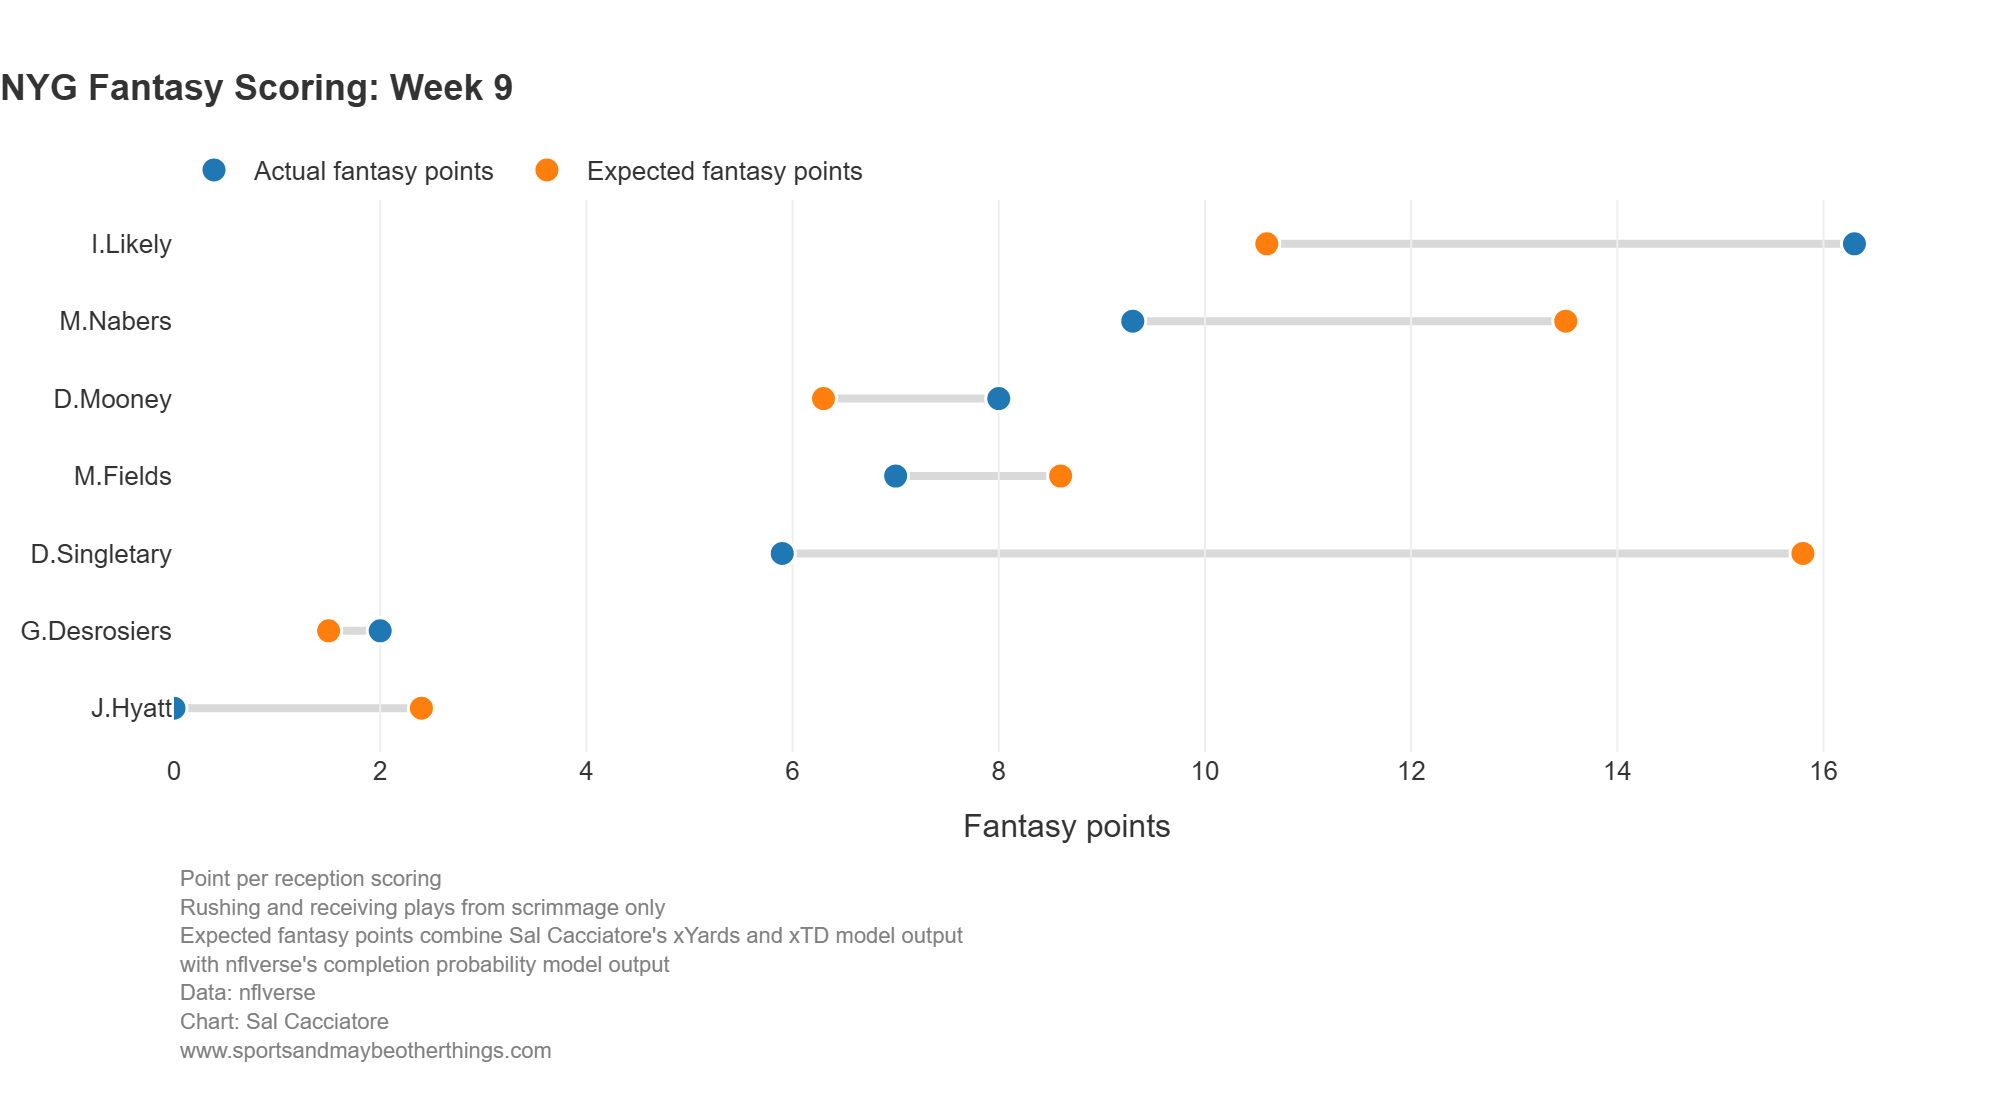 NYG Fantasy Scoring: Week 9
Actual fantasy points
Expected fantasy points
I.Likely
M.Nabers
D.Mooney
M.Fields
D.Singletary
G.Desrosiers
J.Hyatt
0 2 4 6 8 10 12 14 16
Fantasy points
Point per reception scoring
Rushing and receiving plays from scrimmage only
Expected fantasy points combine Sal Cacciatore's xYards and xTD model output
with nflverse's completion probability model output
Data: nflverse
Chart: Sal Cacciatore
www.sportsandmaybeotherthings.com